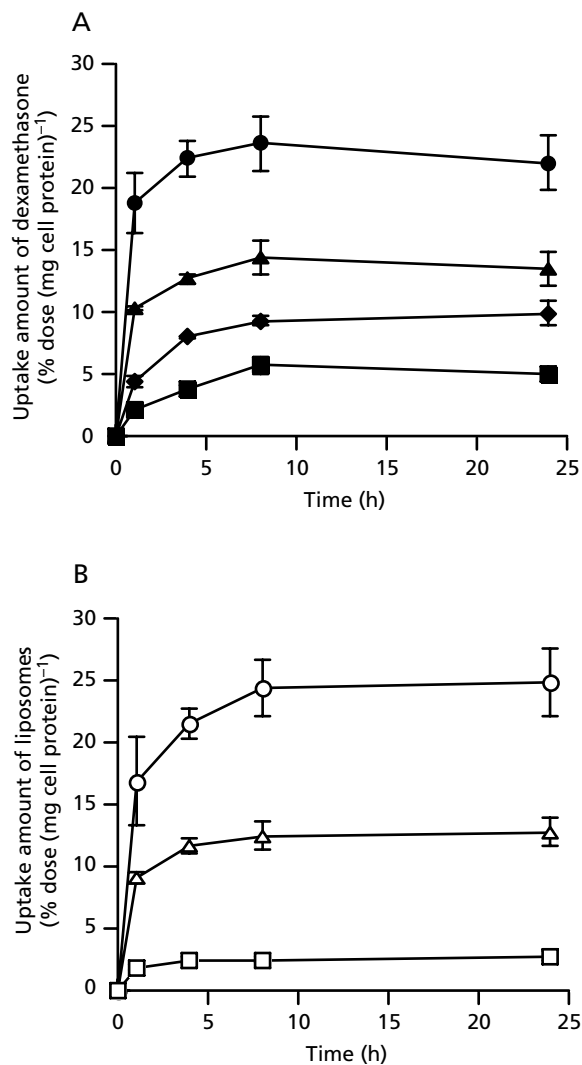 A
Uptake amount of dexamethasone
(% dose (mg cell protein)⁻¹)
30
25
20
15
10
5
0
0 5 10 15 20 25
Time (h)
B
Uptake amount of liposomes
(% dose (mg cell protein)⁻¹)
30
25
20
15
10
5
0
0 5 10 15 20 25
Time (h)